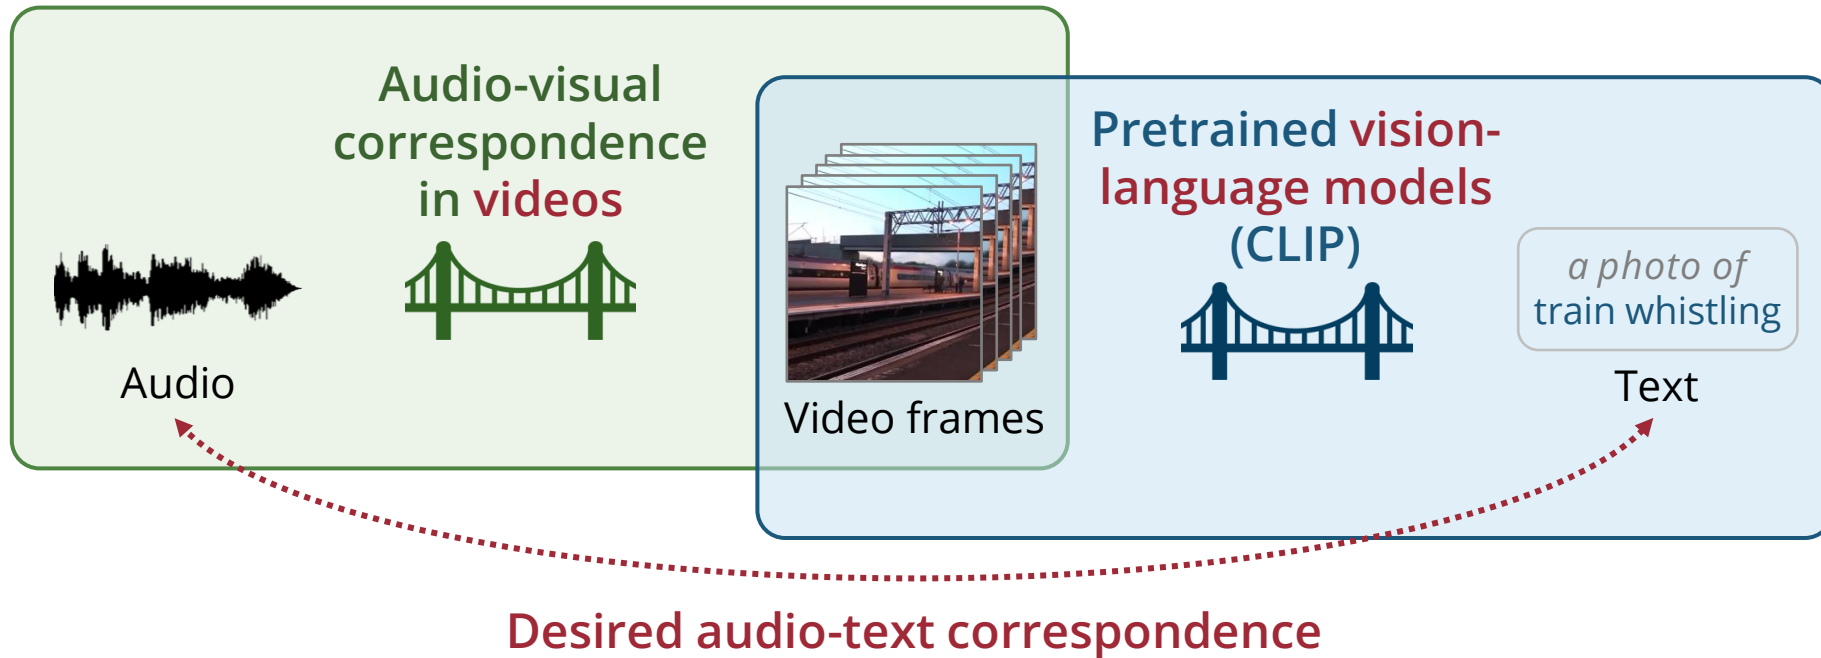 Audio-visual
correspondence
in videos
Audio
Video frames
Pretrained vision-
language models
(CLIP)
a photo of
train whistling
Text
Desired audio-text correspondence